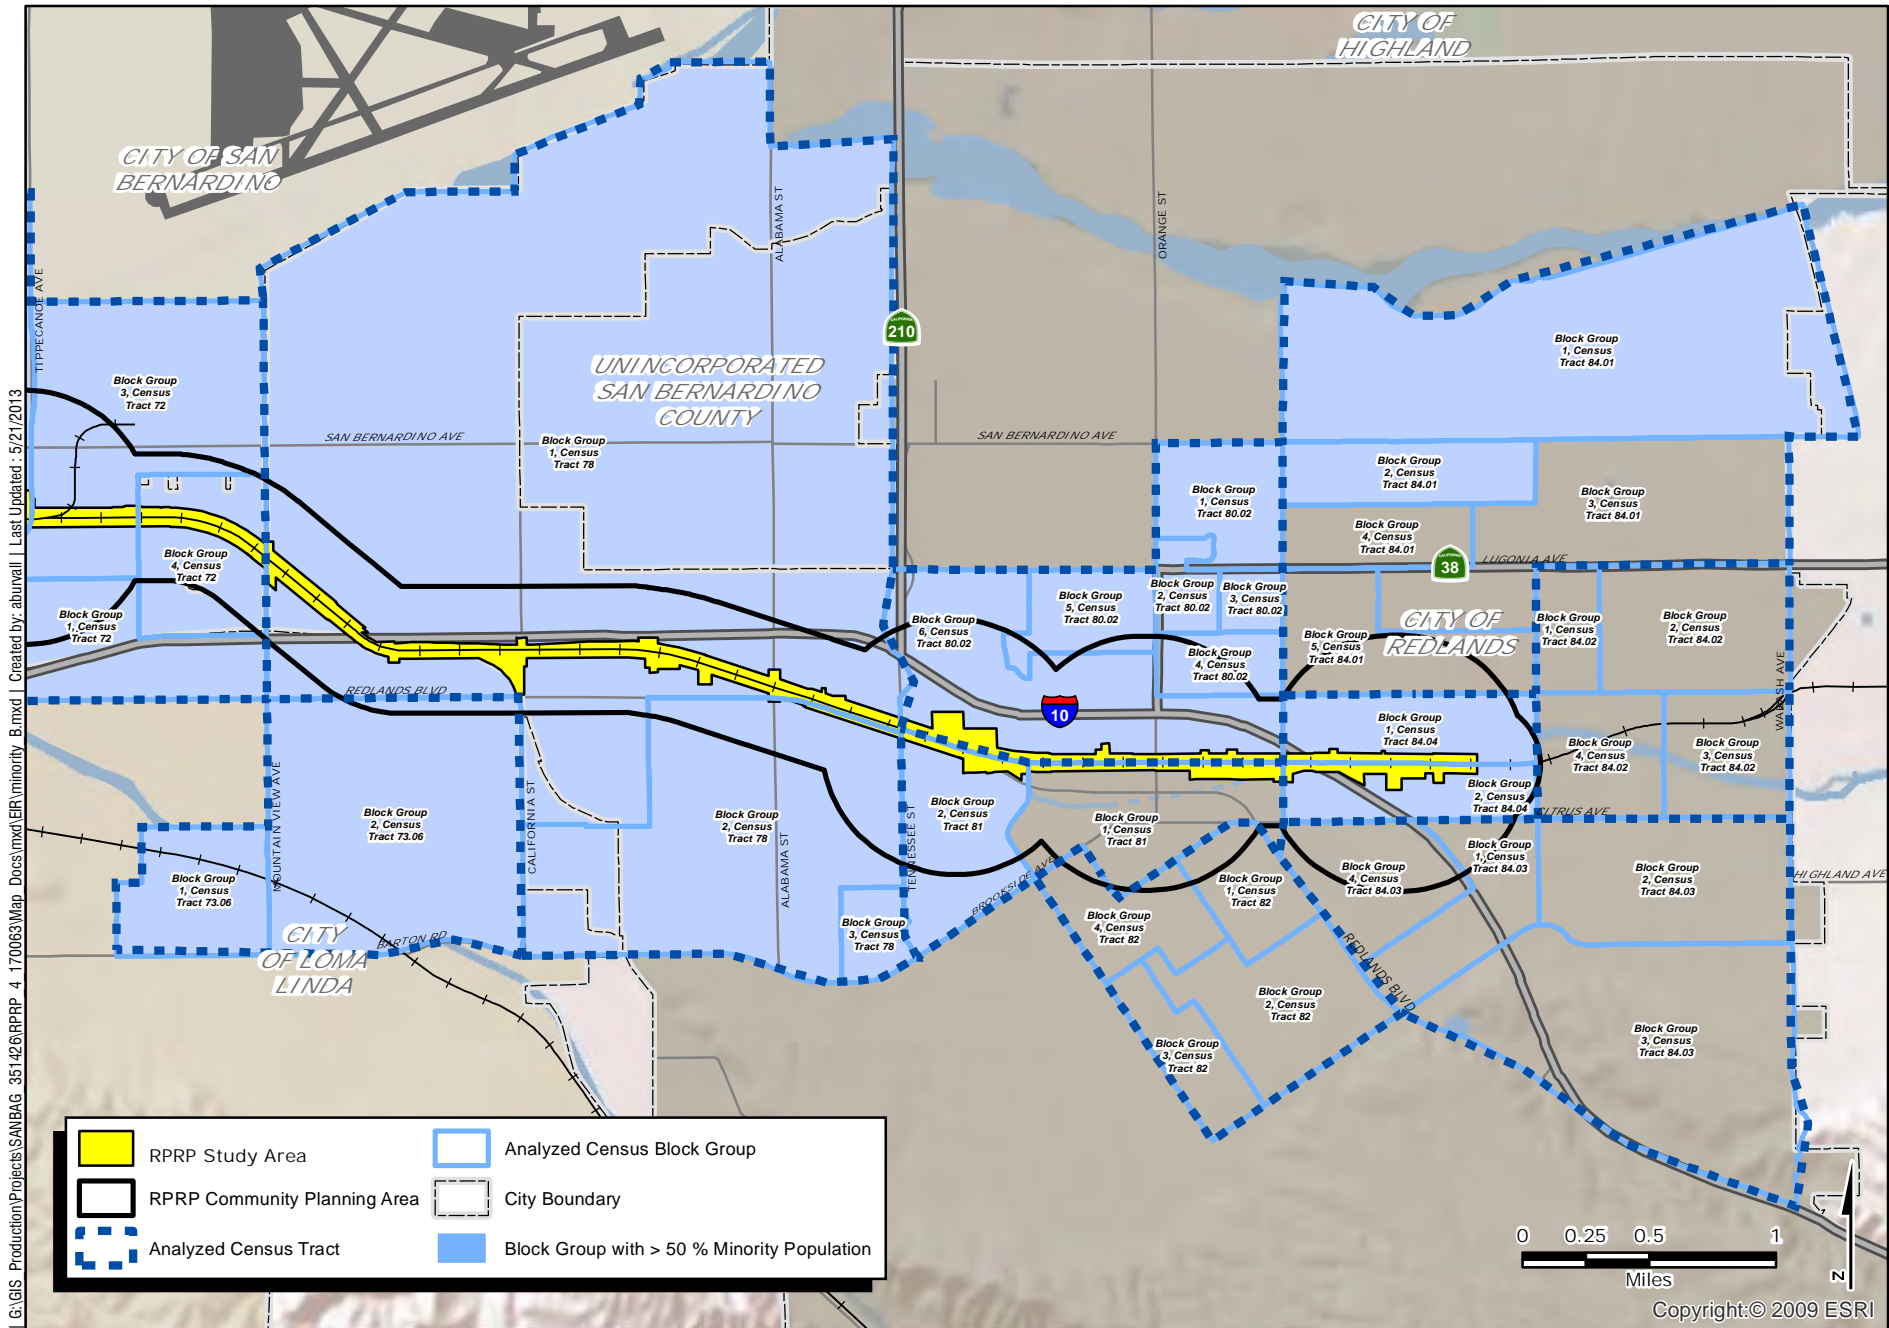 CITY OF
HIGHLAND
CITY OF SAN
BERNARDINO
ALABAMA ST
ORANGE ST
TIPPECANOE AVE
210
UNINCORPORATED
SAN BERNARDINO
COUNTY
Block Group
1, Census
Tract 84.01
Block Group
3, Census
Tract 72
SAN BERNARDINO AVE
SAN BERNARDINO AVE
Block Group
1, Census
Tract 78
Block Group
2, Census
Tract 84.01
Block Group
1, Census
Tract 80.02
Block Group
3, Census
Tract 84.01
Block Group
4, Census
Tract 84.01
LUGONIA AVE
38
Block Group
4, Census
Tract 72
Block Group
1, Census
Tract 72
Block Group
5, Census
Tract 80.02
Block Group
2, Census
Tract 80.02
Block Group
3, Census
Tract 80.02
Block Group
6, Census
Tract 80.02
Block Group
4, Census
Tract 80.02
Block Group
5, Census
Tract 84.01
CITY OF
REDLANDS
Block Group
1, Census
Tract 84.02
Block Group
2, Census
Tract 84.02
WABASH AVE
REDLANDS BLVD
10
Block Group
1, Census
Tract 84.04
Block Group
4, Census
Tract 84.02
Block Group
3, Census
Tract 84.02
Block Group
2, Census
Tract 84.04
CITRUS AVE
MOUNTAIN VIEW AVE
CALIFORNIA ST
ALABAMA ST
TENNESSEE ST
Block Group
2, Census
Tract 73.06
Block Group
2, Census
Tract 78
Block Group
2, Census
Tract 81
Block Group
1, Census
Tract 81
BROOKSIDE AVE
Block Group
1, Census
Tract 73.06
Block Group
3, Census
Tract 78
Block Group
4, Census
Tract 82
Block Group
1, Census
Tract 82
Block Group
4, Census
Tract 84.03
Block Group
1, Census
Tract 84.03
Block Group
2, Census
Tract 84.03
HIGHLAND AVE
BARTON RD
CITY
OF LOMA
LINDA
REDLANDS BLVD
Block Group
2, Census
Tract 82
Block Group
3, Census
Tract 82
Block Group
3, Census
Tract 84.03
RPRP Study Area
RPRP Community Planning Area
Analyzed Census Tract
Analyzed Census Block Group
City Boundary
Block Group with > 50 % Minority Population
0 0.25 0.5 1
Miles
N
Copyright:© 2009 ESRI
G:\GIS_Production\Projects\SANBAG_351426\RPRP_4_170063\Map_Docs\mxd\EIR\minority_B.mxd | Created by: aburvall | Last Updated : 5/21/2013